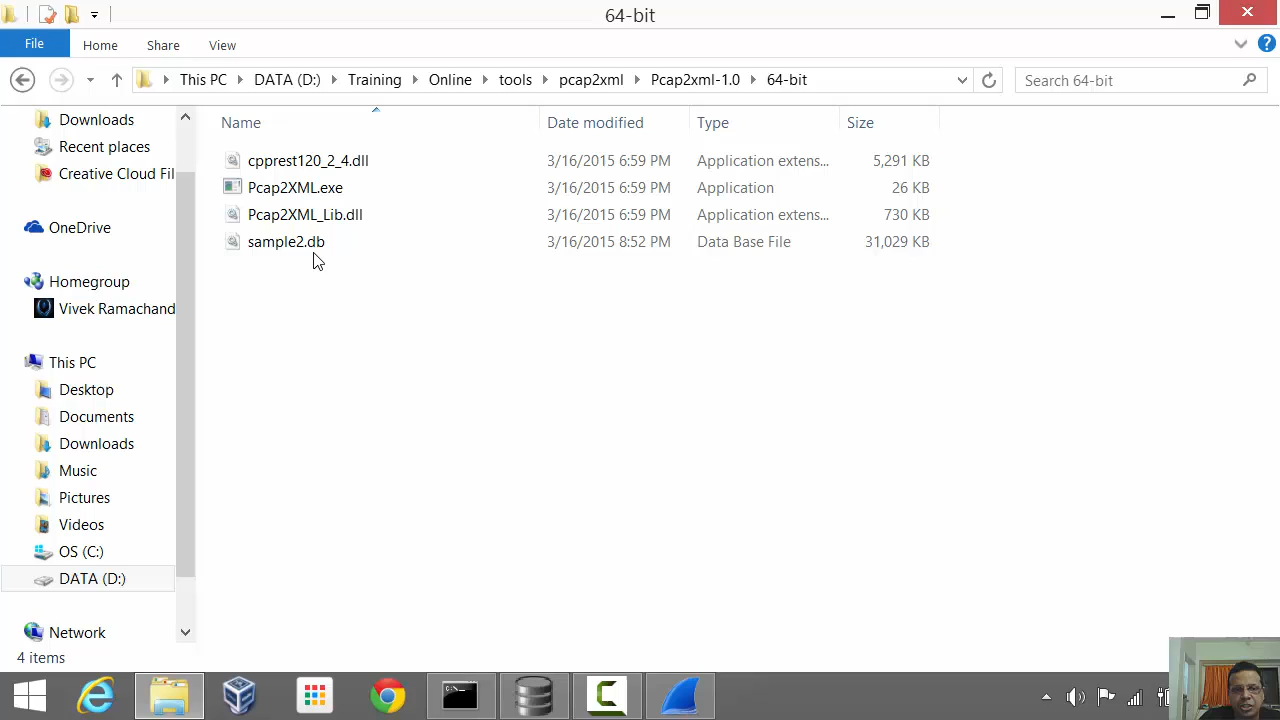 64-bit
File Home Share View
This PC DATA (D:) Training Online tools pcap2xml Pcap2xml-1.0 64-bit Search 64-bit
Name Date modified Type Size
Downloads
Recent places
Creative Cloud Fil
OneDrive
Homegroup
Vivek Ramachand
This PC
Desktop
Documents
Downloads
Music
Pictures
Videos
OS (C:)
DATA (D:)
Network
cpprest120_2_4.dll 3/16/2015 6:59 PM Application extens... 5,291 KB
Pcap2XML.exe 3/16/2015 6:59 PM Application 26 KB
Pcap2XML_Lib.dll 3/16/2015 6:59 PM Application extens... 730 KB
sample2.db 3/16/2015 8:52 PM Data Base File 31,029 KB
4 items